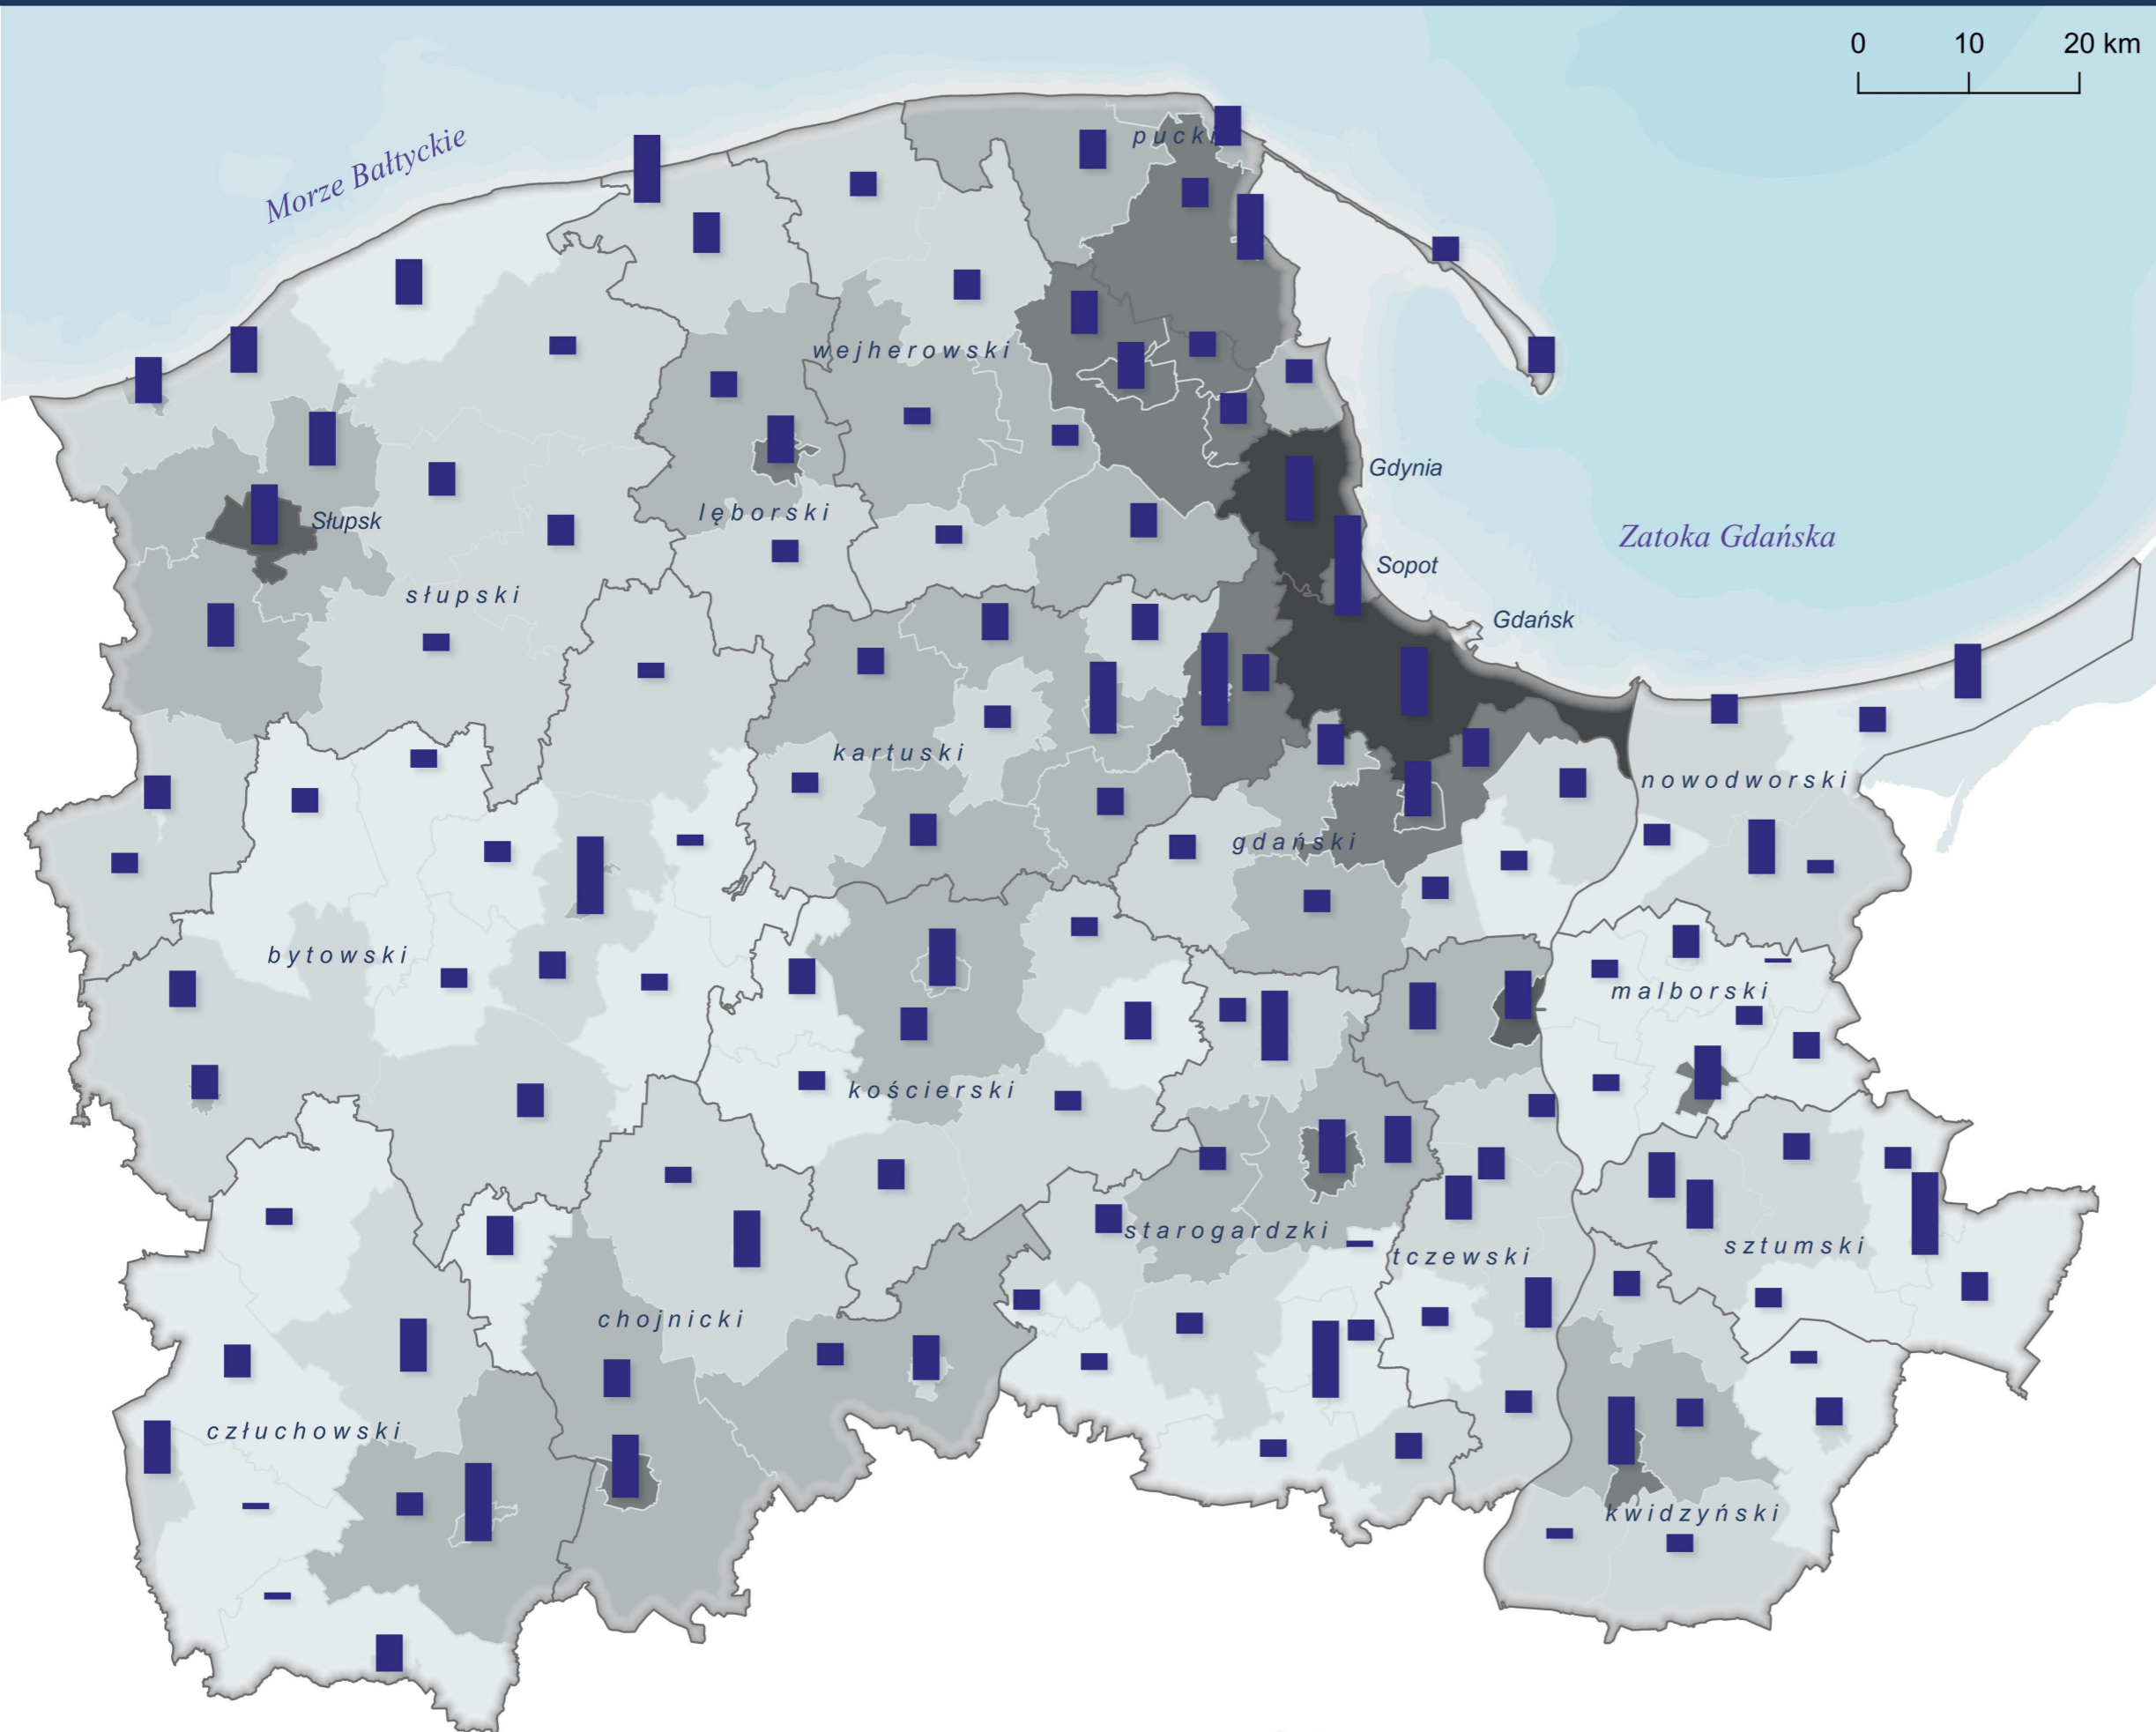 0 10 20 km
Morze Bałtyckie
pucki
wejherowski
Gdynia
lęborski
Słupsk
Zatoka Gdańska
Sopot
słupski
Gdańsk
kartuski
nowodworski
gdański
bytowski
malborski
kościerski
starogardzki
sztumski
tczewski
chojnicki
człuchowski
kwidzyński